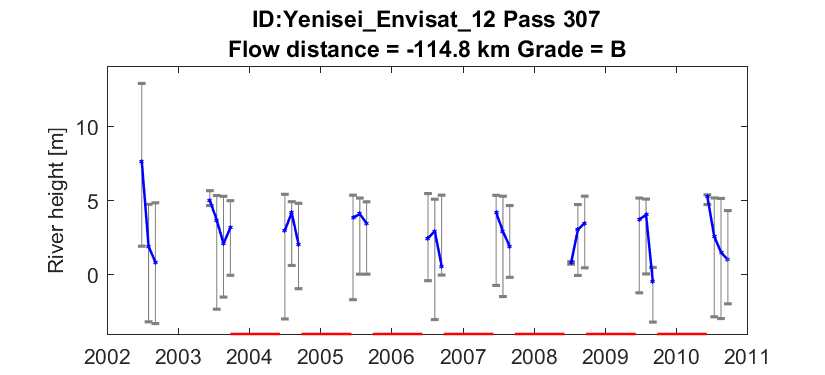 ID:Yenisei_Envisat_12 Pass 307
Flow distance = -114.8 km Grade = B
River height [m]
10
5
0
2002 2003 2004 2005 2006 2007 2008 2009 2010 2011